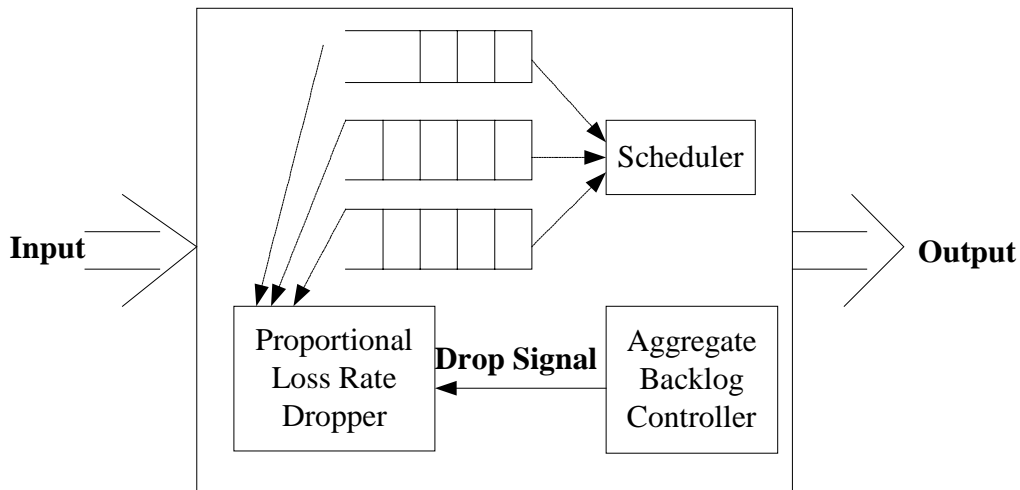 Scheduler
Input
Output
Proportional
Loss Rate
Dropper
Drop Signal
Aggregate
Backlog
Controller